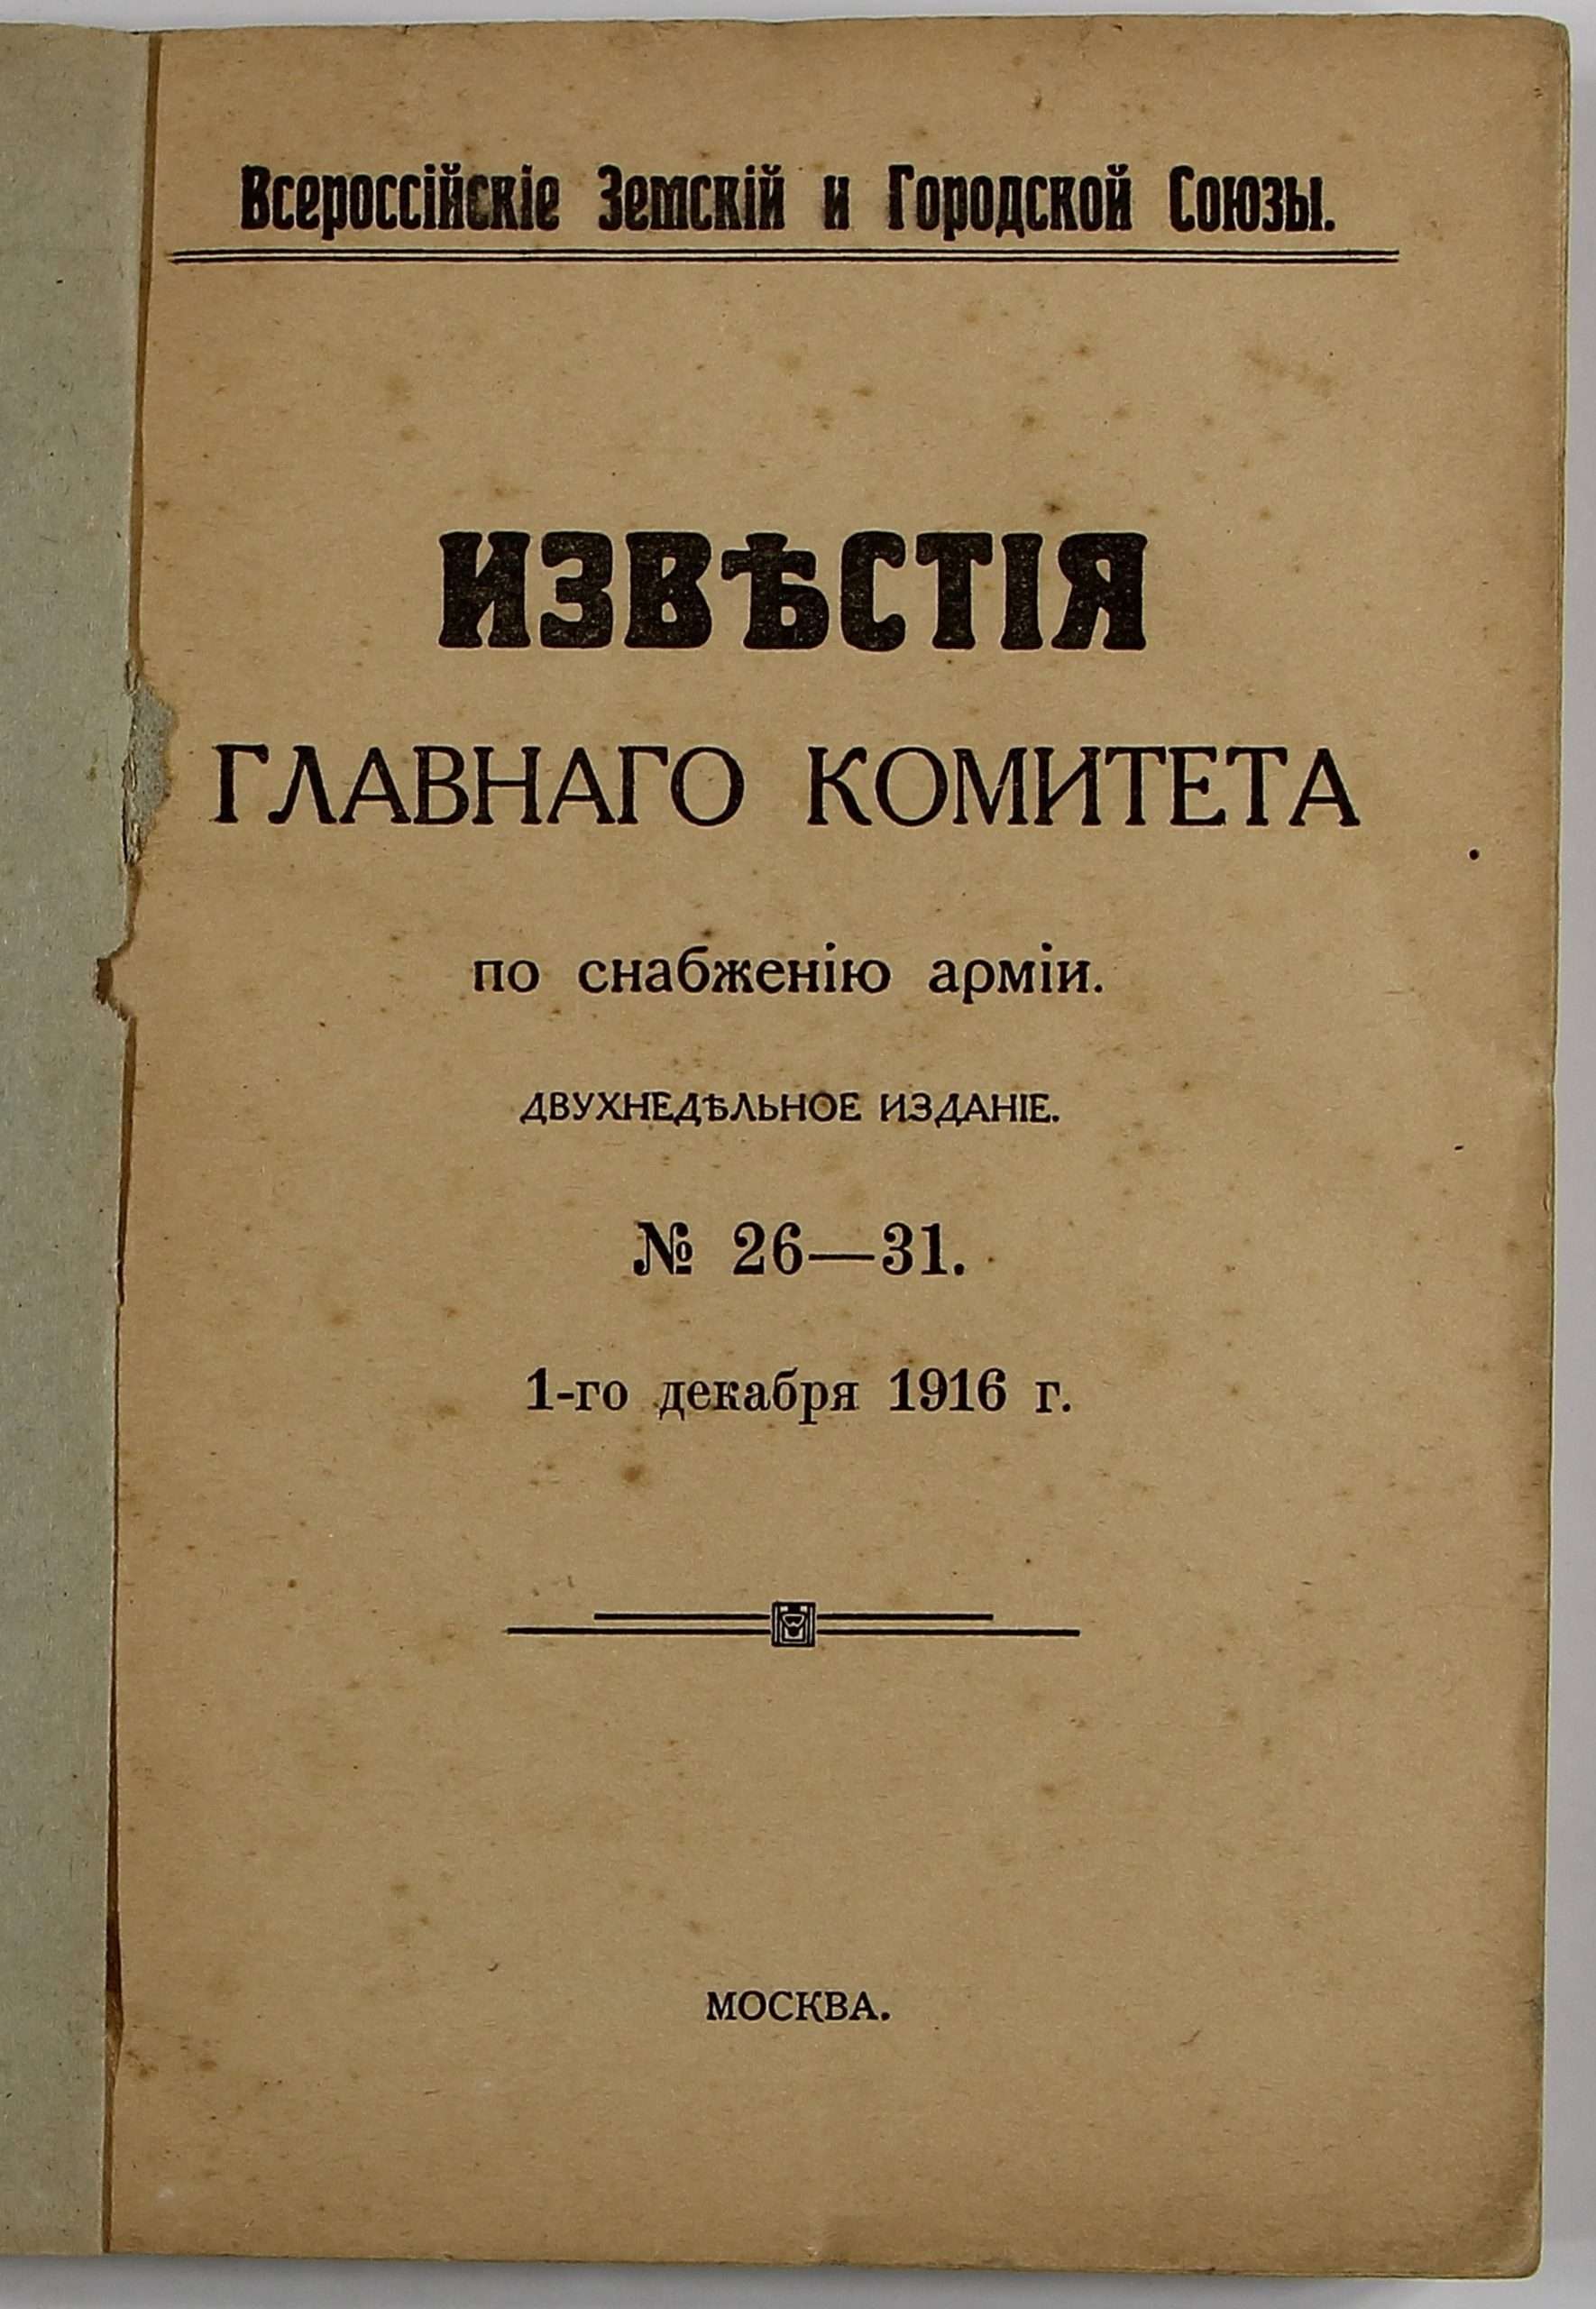 Всероссійскіе Земскій и Городской Союзы.
ИЗВѢСТІЯ
ГЛАВНАГО КОМИТЕТА
по снабженію арміи.
ДВУХНЕДѢЛЬНОЕ ИЗДАНІЕ.
№ 26—31.
1-го декабря 1916 г.
МОСКВА.